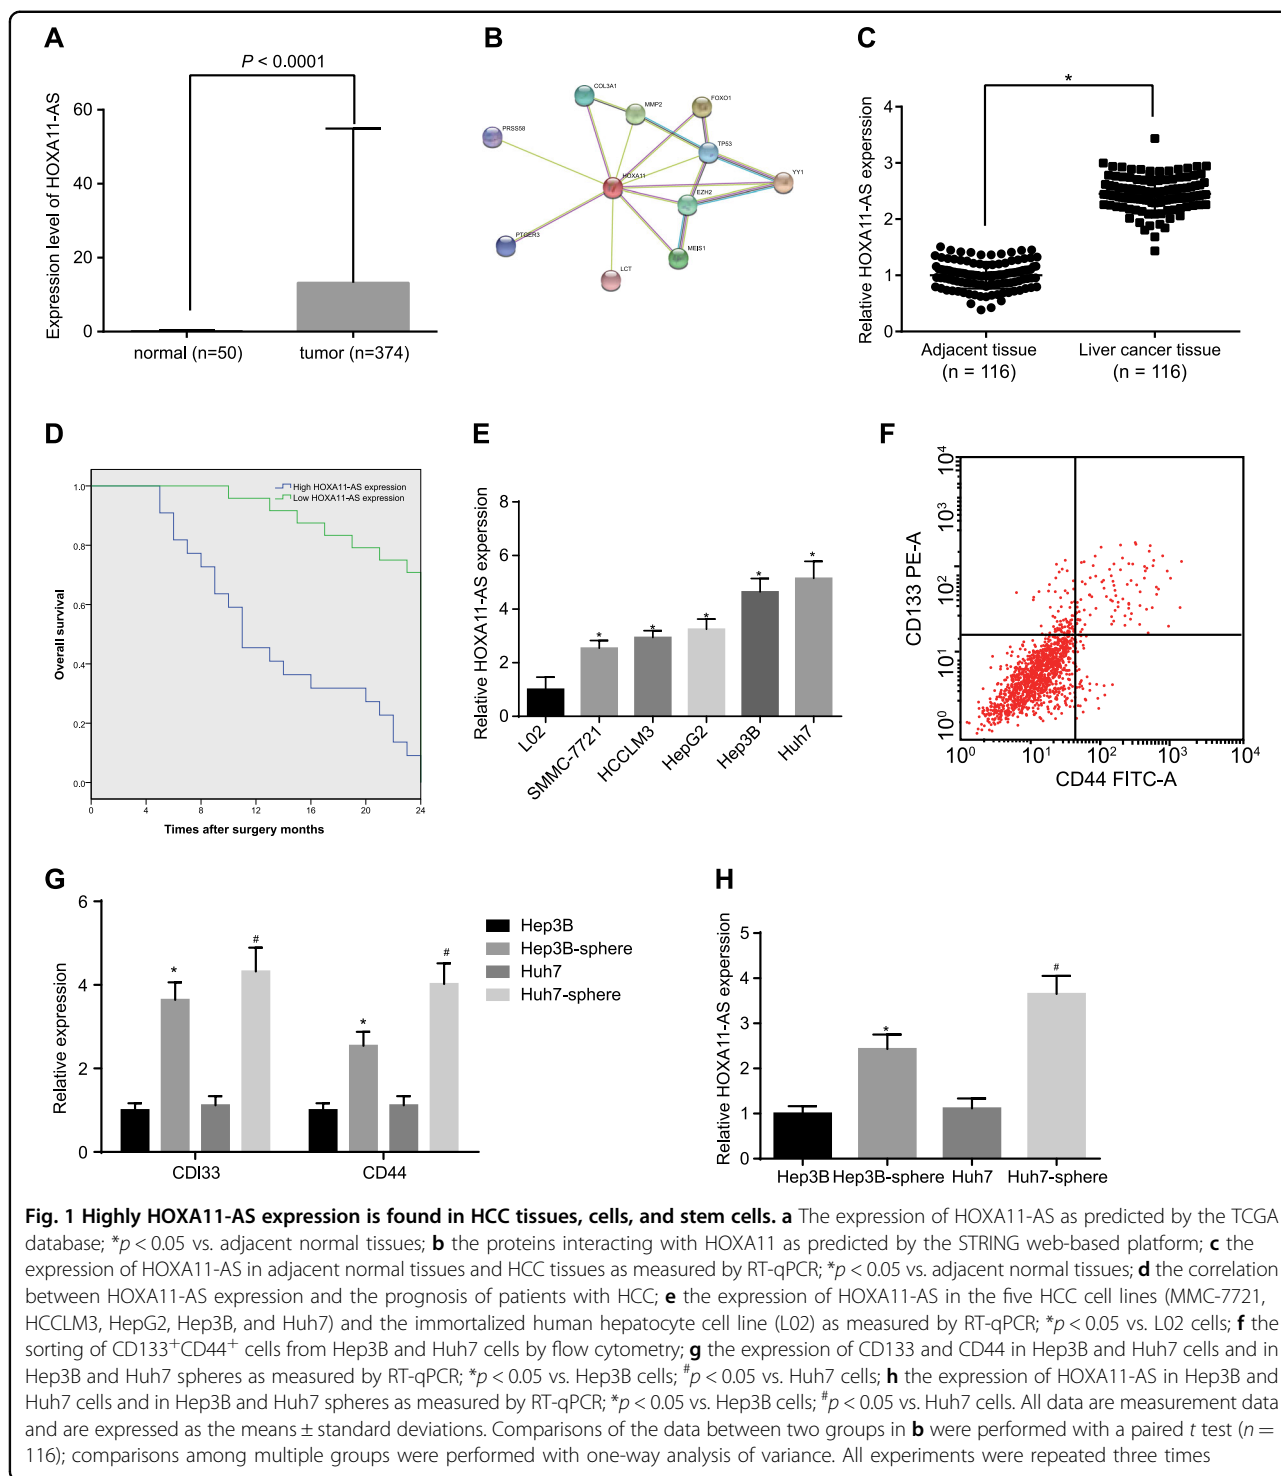 A
P < 0.0001
Expression level of HOXA11-AS
60
40
20
0
normal (n=50)
tumor (n=374)
B
COL3A1
MMP2
FOXO1
PRSS58
TP53
HOXA11
YY1
EZH2
PTGER3
MEIS1
LCT
C
*
Relative HOXA11-AS experssion
4
3
2
1
0
Adjacent tissue
(n = 116)
Liver cancer tissue
(n = 116)
D
High HOXA11-AS expression
Low HOXA11-AS expression
Overall survival
1.0
0.8
0.6
0.4
0.2
0.0
0 4 8 12 16 20 24
Times after surgery months
E
Relative HOXA11-AS experssion
8
6
4
2
0
* * * * *
L02
SMMC-7721
HCCLM3
HepG2
Hep3B
Huh7
F
CD133 PE-A
10⁴
10³
10²
10¹
10⁰
10⁰ 10¹ 10² 10³ 10⁴
CD44 FITC-A
G
Relative expression
6
4
2
0
* # * #
CDI33
CD44
Hep3B
Hep3B-sphere
Huh7
Huh7-sphere
H
Relative HOXA11-AS experssion
5
4
3
2
1
0
* #
Hep3B Hep3B-sphere Huh7 Huh7-sphere
Fig. 1 Highly HOXA11-AS expression is found in HCC tissues, cells, and stem cells. a The expression of HOXA11-AS as predicted by the TCGA
database; *p < 0.05 vs. adjacent normal tissues; b the proteins interacting with HOXA11 as predicted by the STRING web-based platform; c the
expression of HOXA11-AS in adjacent normal tissues and HCC tissues as measured by RT-qPCR; *p < 0.05 vs. adjacent normal tissues; d the correlation
between HOXA11-AS expression and the prognosis of patients with HCC; e the expression of HOXA11-AS in the five HCC cell lines (MMC-7721,
HCCLM3, HepG2, Hep3B, and Huh7) and the immortalized human hepatocyte cell line (L02) as measured by RT-qPCR; *p < 0.05 vs. L02 cells; f the
sorting of CD133⁺CD44⁺ cells from Hep3B and Huh7 cells by flow cytometry; g the expression of CD133 and CD44 in Hep3B and Huh7 cells and in
Hep3B and Huh7 spheres as measured by RT-qPCR; *p < 0.05 vs. Hep3B cells; #p < 0.05 vs. Huh7 cells; h the expression of HOXA11-AS in Hep3B and
Huh7 cells and in Hep3B and Huh7 spheres as measured by RT-qPCR; *p < 0.05 vs. Hep3B cells; #p < 0.05 vs. Huh7 cells. All data are measurement data
and are expressed as the means ± standard deviations. Comparisons of the data between two groups in b were performed with a paired t test (n =
116); comparisons among multiple groups were performed with one-way analysis of variance. All experiments were repeated three times